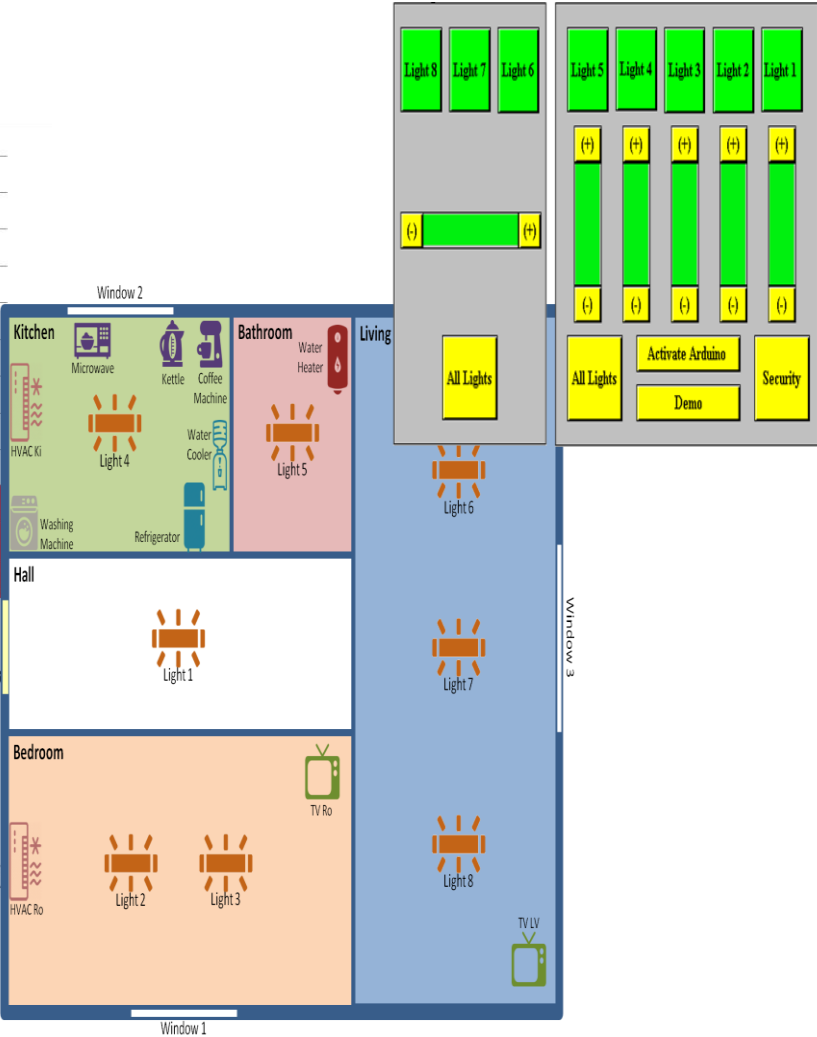 Light 8
Light 7
Light 6
Light 5
Light 4
Light 3
Light 2
Light 1
(+)
(+)
(+)
(+)
(+)
(-)
(+)
(-)
(-)
(-)
(-)
(-)
All Lights
All Lights
Activate Arduino
Demo
Security
Window 2
Kitchen
Microwave
Kettle
Coffee
Machine
HVAC Ki
Light 4
Water
Cooler
Washing
Machine
Refrigerator
Bathroom
Water
Heater
Light 5
Living
Light 6
Light 7
Light 8
TV LV
Window 3
Hall
Light 1
Bedroom
TV Ro
HVAC Ro
Light 2
Light 3
Window 1